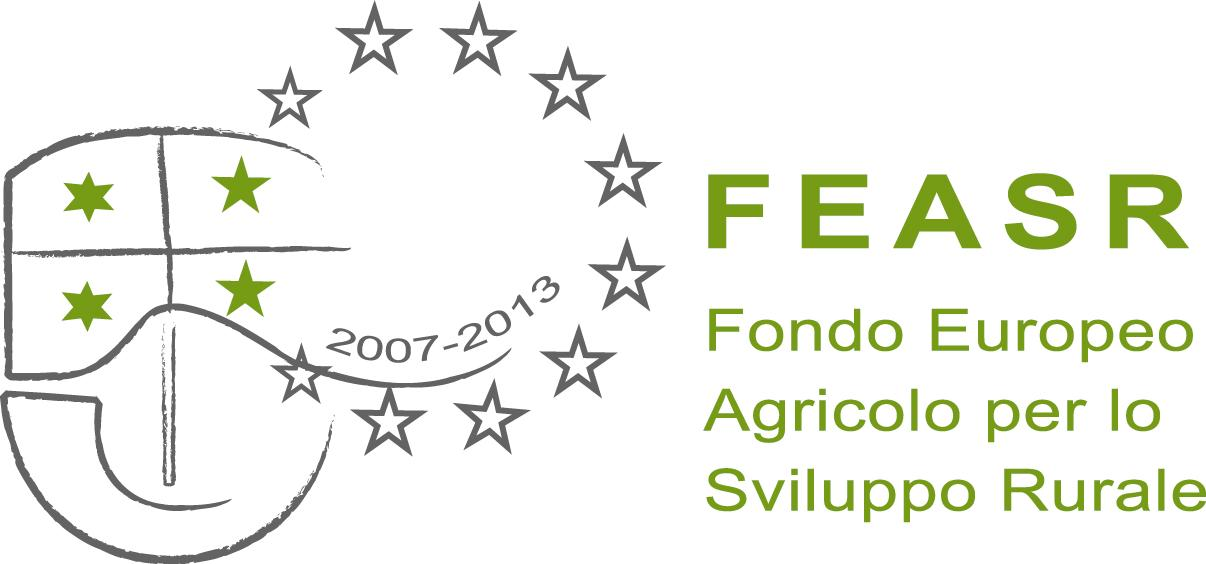 2007-2013
FEASR
Fondo Europeo
Agricolo per lo
Sviluppo Rurale